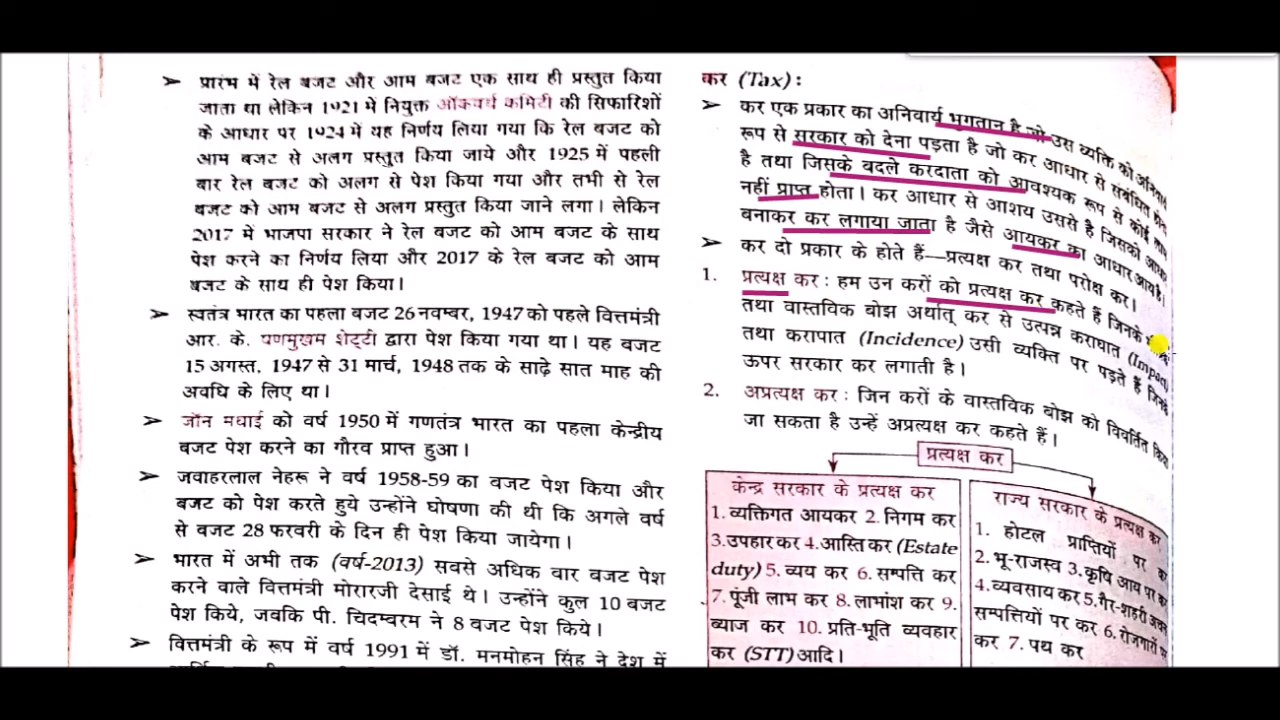 ➤ प्रारंभ में रेल बजट और आम बजट एक साथ ही प्रस्तुत किया
जाता था लेकिन 1921 में नियुक्त ऑकवर्थ कमिटी की सिफारिशों
के आधार पर 1924 में यह निर्णय लिया गया कि रेल बजट को
आम बजट से अलग प्रस्तुत किया जाये और 1925 में पहली
बार रेल बजट को अलग से पेश किया गया और तभी से रेल
बजट को आम बजट से अलग प्रस्तुत किया जाने लगा। लेकिन
2017 में भाजपा सरकार ने रेल बजट को आम बजट के साथ
पेश करने का निर्णय लिया और 2017 के रेल बजट को आम
बजट के साथ ही पेश किया।
➤ स्वतंत्र भारत का पहला बजट 26 नवम्बर, 1947 को पहले वित्तमंत्री
आर. के. षणमुखम शेट्टी द्वारा पेश किया गया था। यह बजट
15 अगस्त, 1947 से 31 मार्च, 1948 तक के साढ़े सात माह की
अवधि के लिए था।
➤ जॉन मथाई को वर्ष 1950 में गणतंत्र भारत का पहला केन्द्रीय
बजट पेश करने का गौरव प्राप्त हुआ।
➤ जवाहरलाल नेहरू ने वर्ष 1958-59 का बजट पेश किया और
बजट को पेश करते हुये उन्होंने घोषणा की थी कि अगले वर्ष
से बजट 28 फरवरी के दिन ही पेश किया जायेगा।
➤ भारत में अभी तक (वर्ष-2013) सबसे अधिक बार बजट पेश
करने वाले वित्तमंत्री मोरारजी देसाई थे। उन्होंने कुल 10 बजट
पेश किये, जबकि पी. चिदम्बरम ने 8 बजट पेश किये।
➤ वित्तमंत्री के रूप में वर्ष 1991 में डॉ. मनमोहन सिंह ने देश में
कर (Tax) :
➤ कर एक प्रकार का अनिवार्य भुगतान है जो उस व्यक्ति को अनिवार्य
रूप से सरकार को देना पड़ता है जो कर आधार से संबंधित होता
है तथा जिसके बदले करदाता को आवश्यक रूप से कोई लाभ
नहीं प्राप्त होता। कर आधार से आशय उससे है जिसको आधार
बनाकर कर लगाया जाता है जैसे आयकर का आधार आय है।
➤ कर दो प्रकार के होते हैं—प्रत्यक्ष कर तथा परोक्ष कर।
1. प्रत्यक्ष कर : हम उन करों को प्रत्यक्ष कर कहते हैं जिनके
तथा वास्तविक बोझ अर्थात् कर से उत्पन्न कराघात (Impact)
तथा करापात (Incidence) उसी व्यक्ति पर पड़ते हैं जिनके
ऊपर सरकार कर लगाती है।
2. अप्रत्यक्ष कर : जिन करों के वास्तविक बोझ को विवर्तित किया
जा सकता है उन्हें अप्रत्यक्ष कर कहते हैं।
प्रत्यक्ष कर
केन्द्र सरकार के प्रत्यक्ष कर
1. व्यक्तिगत आयकर 2. निगम कर
3. उपहार कर 4. आस्ति कर (Estate
duty) 5. व्यय कर 6. सम्पत्ति कर
7. पूंजी लाभ कर 8. लाभांश कर 9.
ब्याज कर 10. प्रति-भूति व्यवहार
कर (STT) आदि।
राज्य सरकार के प्रत्यक्ष कर
1. होटल प्राप्तियों पर कर
2. भू-राजस्व 3. कृषि आय पर कर
4. व्यवसाय कर 5. गैर-शहरी अचल
सम्पत्तियों पर कर 6. रोजगारों पर
कर 7. पथ कर